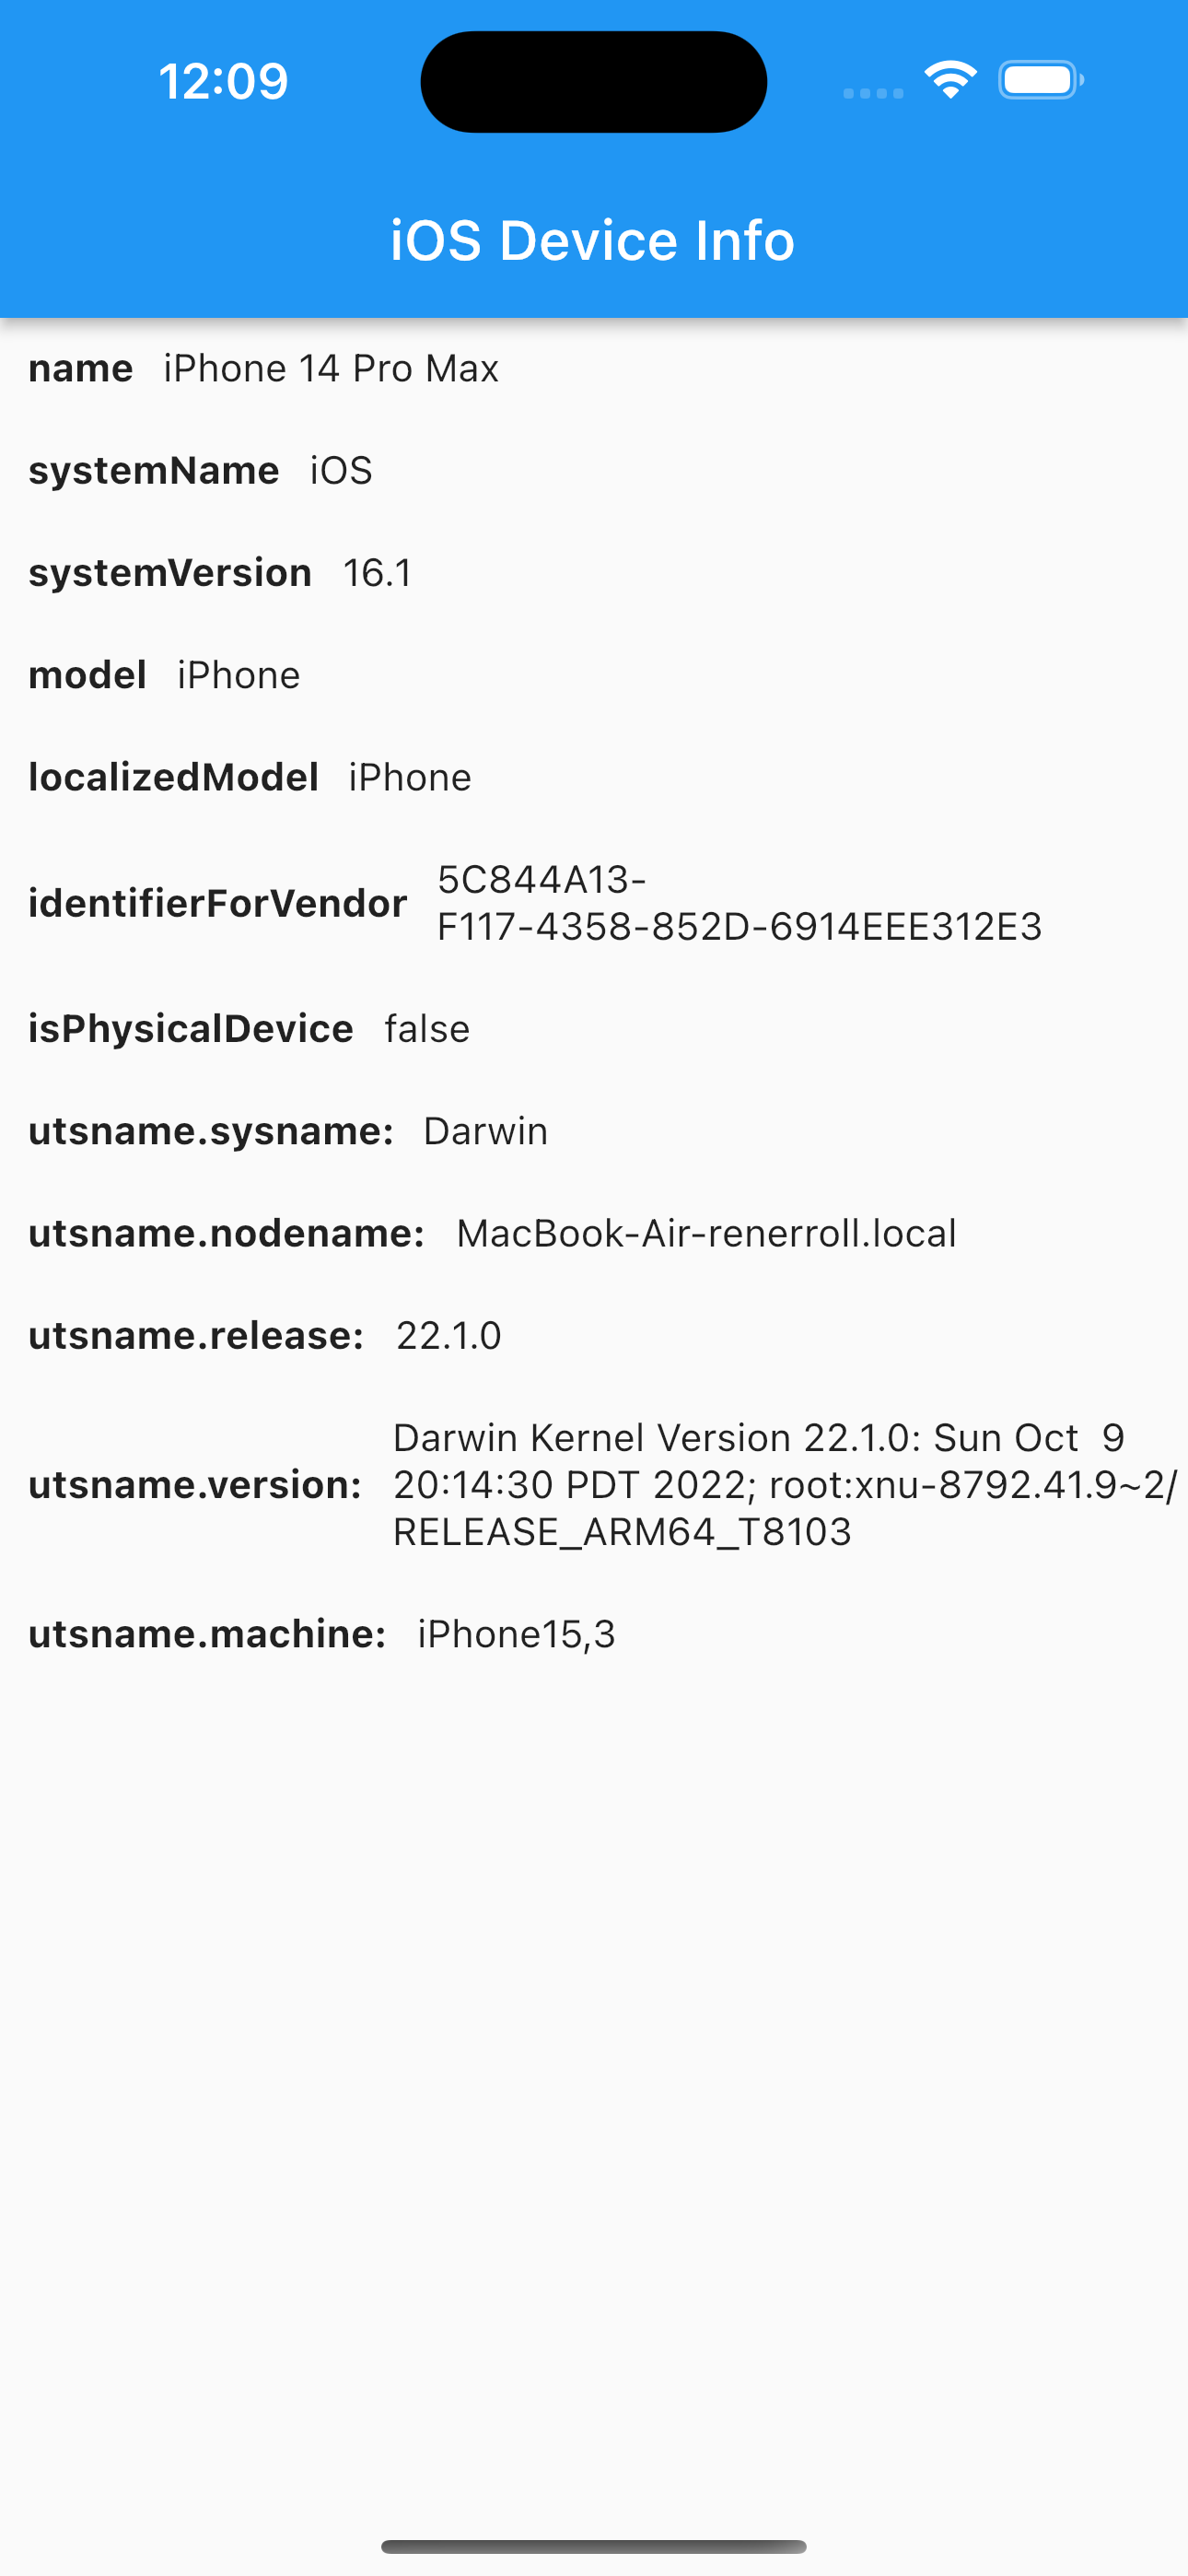 12:09
iOS Device Info
name iPhone 14 Pro Max
systemName iOS
systemVersion 16.1
model iPhone
localizedModel iPhone
identifierForVendor 5C844A13-
F117-4358-852D-6914EEE312E3
isPhysicalDevice false
utsname.sysname: Darwin
utsname.nodename: MacBook-Air-renerroll.local
utsname.release: 22.1.0
Darwin Kernel Version 22.1.0: Sun Oct  9
utsname.version: 20:14:30 PDT 2022; root:xnu-8792.41.9~2/
RELEASE_ARM64_T8103
utsname.machine: iPhone15,3